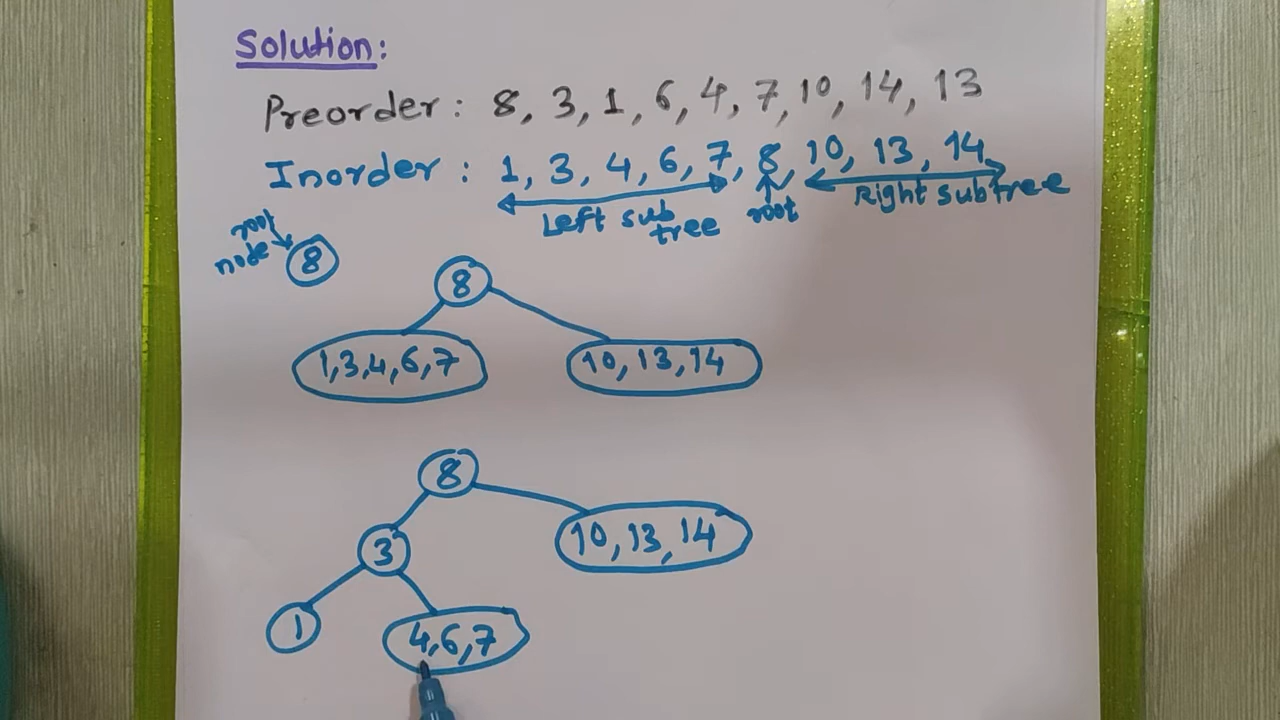 Solution:
Preorder : 8, 3, 1, 6, 4, 7, 10, 14, 13
Inorder : 1, 3, 4, 6, 7, 8, 10, 13, 14
Left sub tree
root
Right subtree
root node
8
8
1,3,4,6,7
10, 13, 14
8
3
10, 13, 14
1
4,6,7